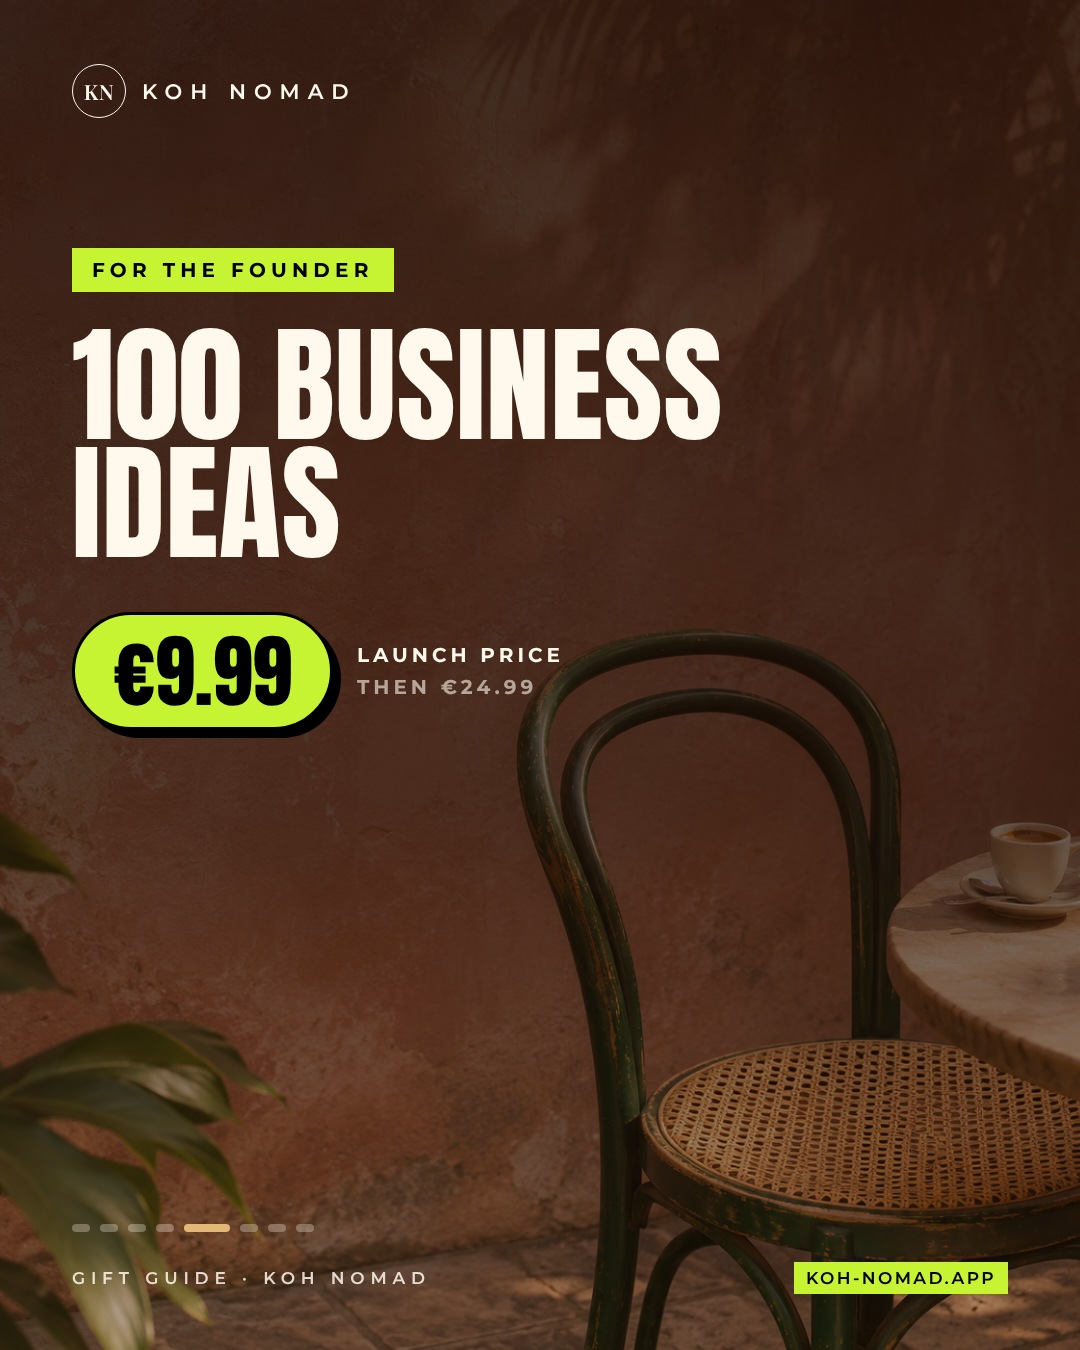 KN KOH NOMAD
FOR THE FOUNDER
100 BUSINESS
IDEAS
€9.99
LAUNCH PRICE
THEN €24.99
GIFT GUIDE · KOH NOMAD
KOH-NOMAD.APP